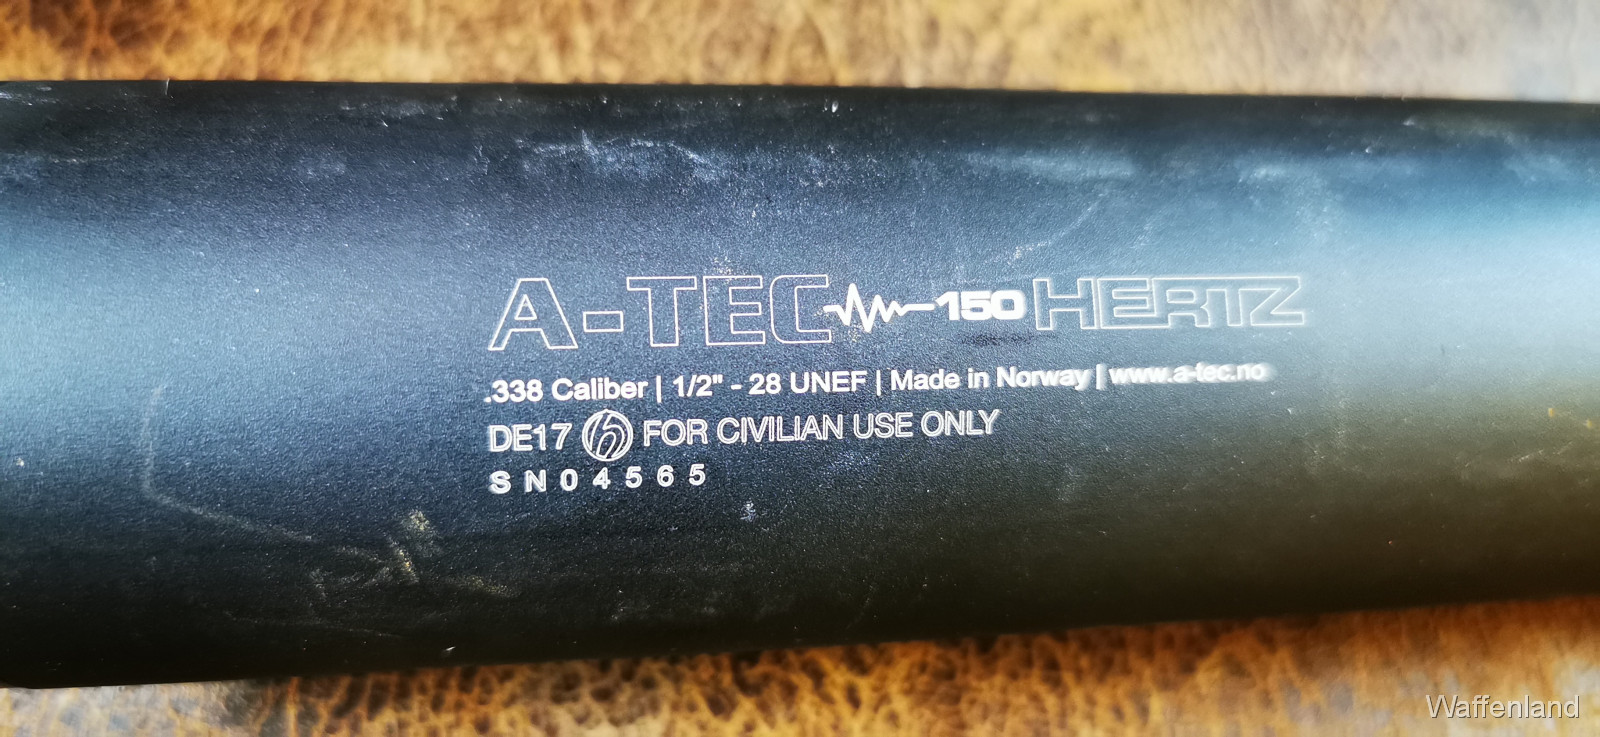 A-TEC 150 HERTZ
.338 Caliber | 1/2" - 28 UNEF | Made in Norway | www.a-tec.no
DE17 FOR CIVILIAN USE ONLY
SN04565
Waffenland